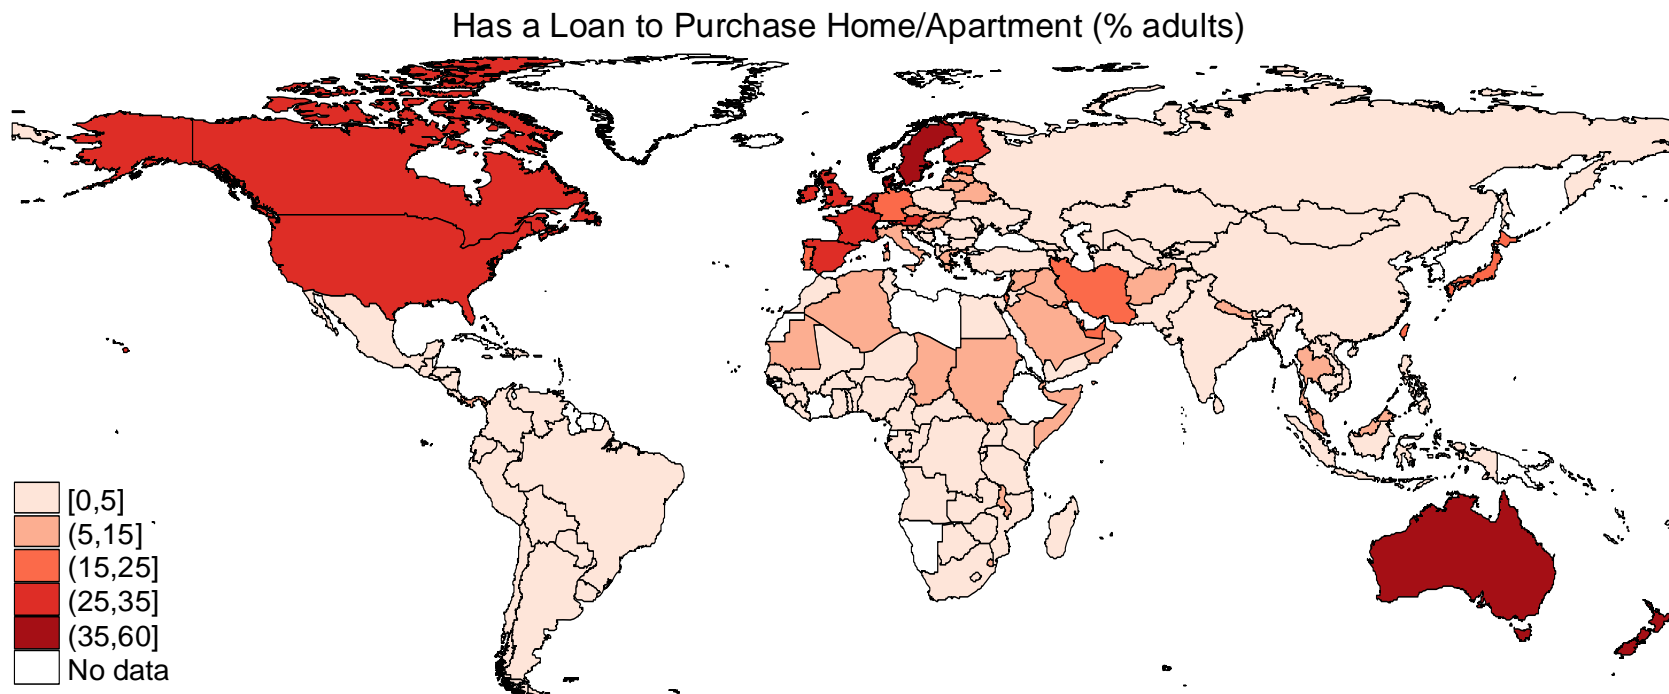 Has a Loan to Purchase Home/Apartment (% adults)
[0,5]
(5,15]
(15,25]
(25,35]
(35,60]
No data